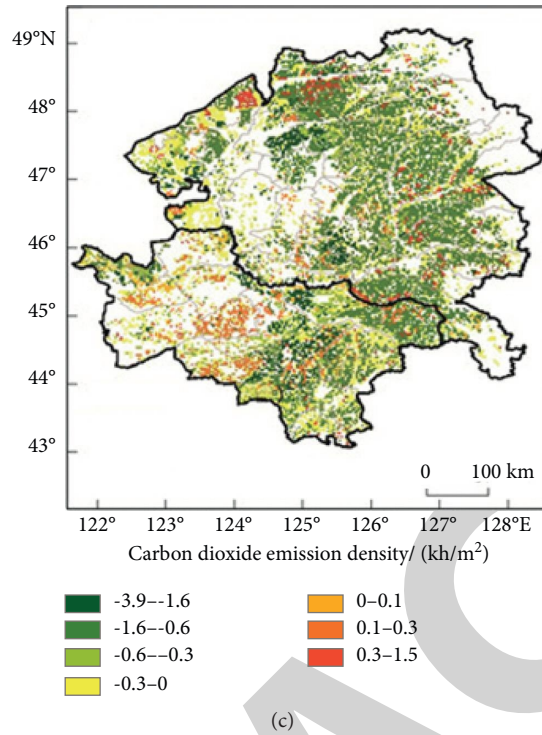 49°N
48°
47°
46°
45°
44°
43°
0 100 km
122° 123° 124° 125° 126° 127° 128°E
Carbon dioxide emission density/ (kh/m²)
-3.9–-1.6 0–0.1
-1.6–-0.6 0.1–0.3
-0.6–-0.3 0.3–1.5
-0.3–0
(c)